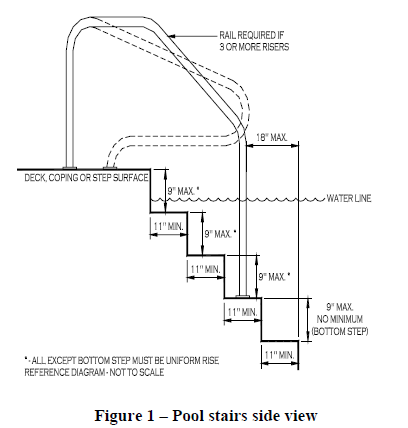 RAIL REQUIRED IF
3 OR MORE RISERS
18" MAX.
DECK, COPING OR STEP SURFACE
9" MAX. *
WATER LINE
11" MIN.
9" MAX. *
11" MIN.
9" MAX. *
11" MIN.
9" MAX.
NO MINIMUM
(BOTTOM STEP)
11" MIN.
* - ALL EXCEPT BOTTOM STEP MUST BE UNIFORM RISE
REFERENCE DIAGRAM - NOT TO SCALE
Figure 1 – Pool stairs side view